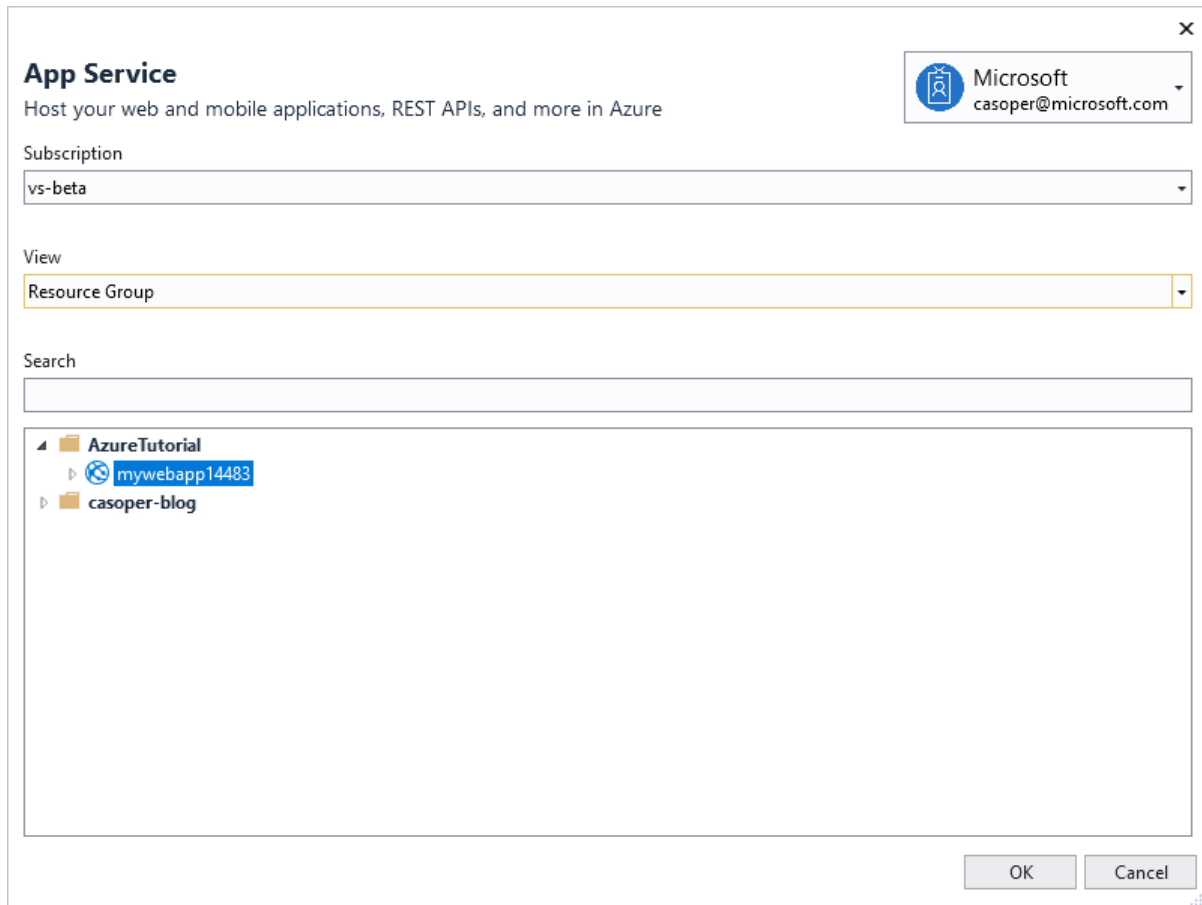 App Service
Host your web and mobile applications, REST APIs, and more in Azure
Microsoft
casoper@microsoft.com
Subscription
vs-beta
View
Resource Group
Search
AzureTutorial
mywebapp14483
casoper-blog
OK
Cancel